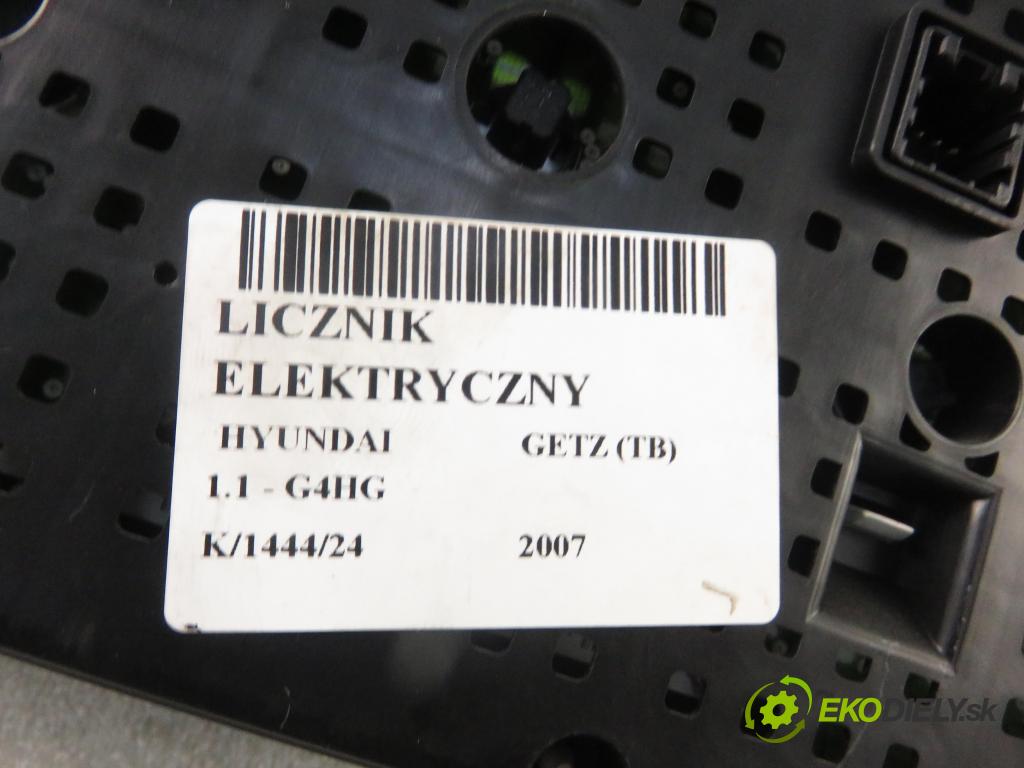 LICZNIK
ELEKTRYCZNY
HYUNDAI GETZ (TB)
1.1 - G4HG
K/1444/24 2007
EKODIELY.sk